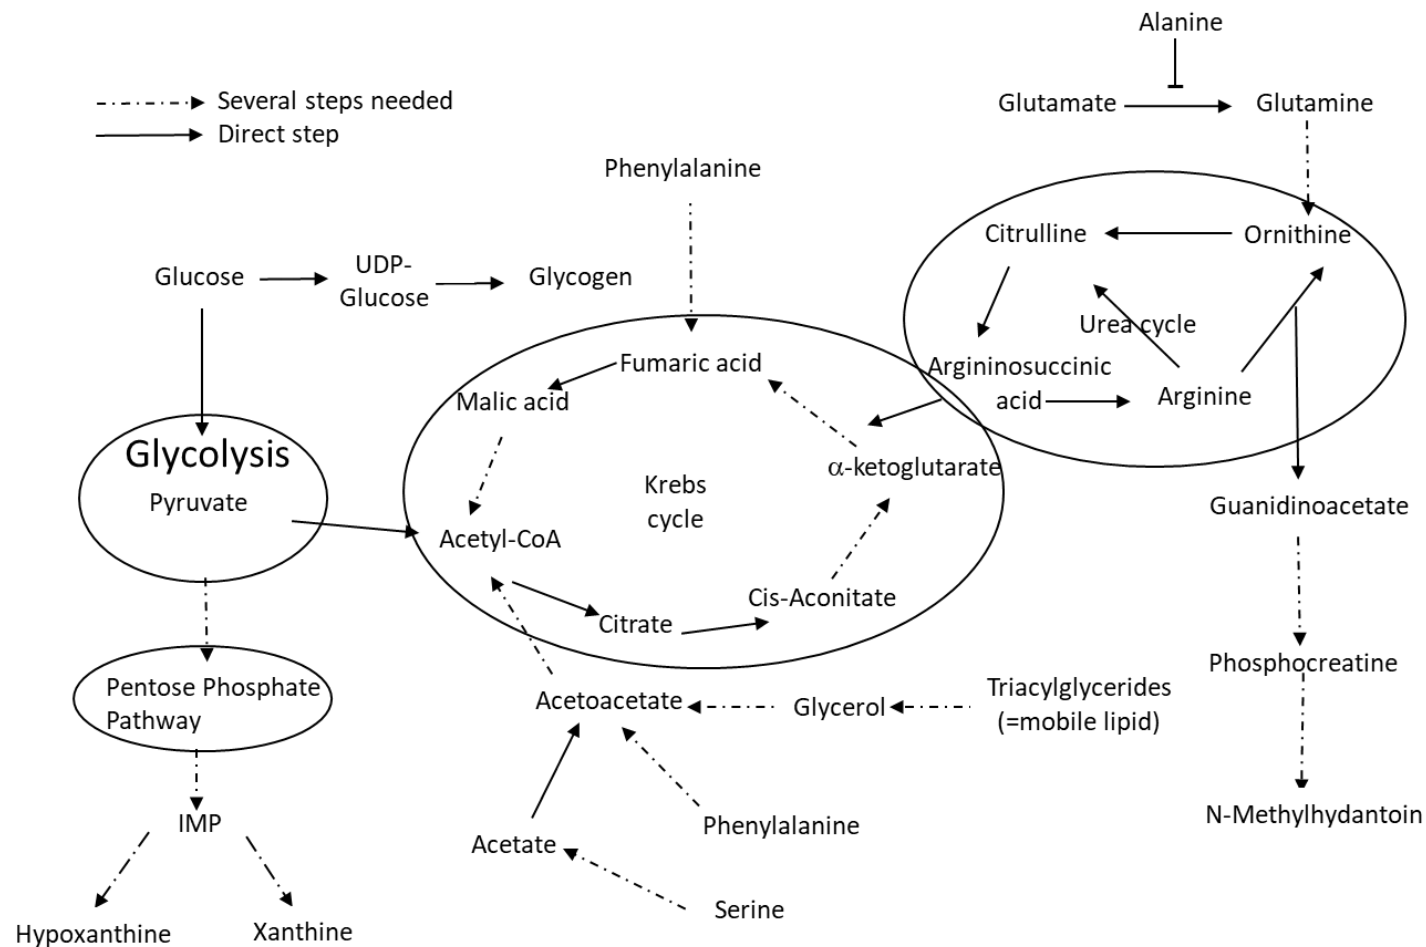 Alanine
Several steps needed
Glutamate
Glutamine
Direct step
Phenylalanine
Citrulline
Ornithine
Glucose
UDP-
Glucose
Glycogen
Urea cycle
Fumaric acid
Argininosuccinic
acid
Arginine
Malic acid
Glycolysis
Pyruvate
α-ketoglutarate
Krebs
cycle
Guanidinoacetate
Acetyl-CoA
Cis-Aconitate
Citrate
Phosphocreatine
Pentose Phosphate
Pathway
Acetoacetate
Glycerol
Triacylglycerides
(=mobile lipid)
IMP
Phenylalanine
N-Methylhydantoin
Acetate
Serine
Hypoxanthine
Xanthine